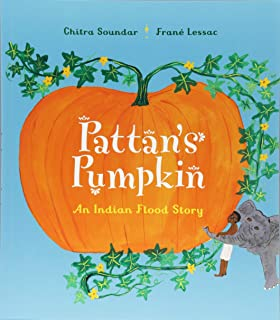 Chitra Soundar Frané Lessac
Pattan's
Pumpkin
An Indian Flood Story